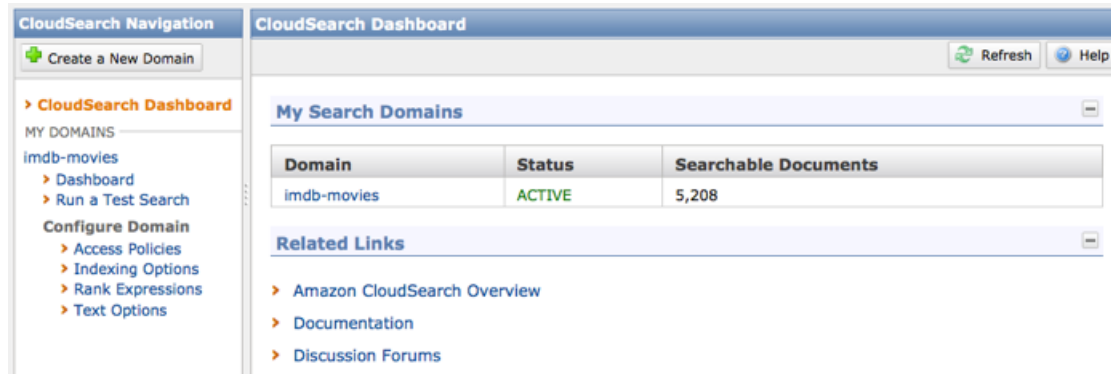 CloudSearch Navigation
Create a New Domain
CloudSearch Dashboard
MY DOMAINS
imdb-movies
Dashboard
Run a Test Search
Configure Domain
Access Policies
Indexing Options
Rank Expressions
Text Options
CloudSearch Dashboard
Refresh Help
My Search Domains
Domain Status Searchable Documents
imdb-movies ACTIVE 5,208
Related Links
Amazon CloudSearch Overview
Documentation
Discussion Forums